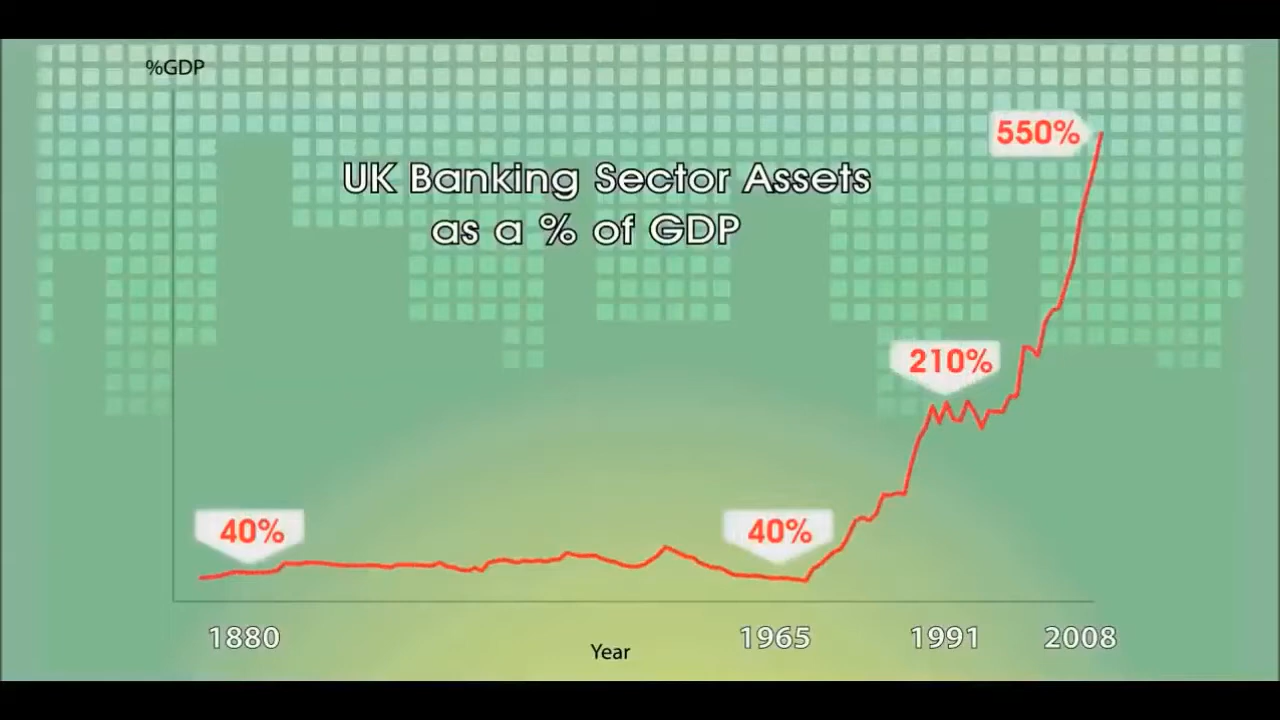 %GDP
550%
UK Banking Sector Assets
as a % of GDP
210%
40%
40%
1880
1965
1991
2008
Year